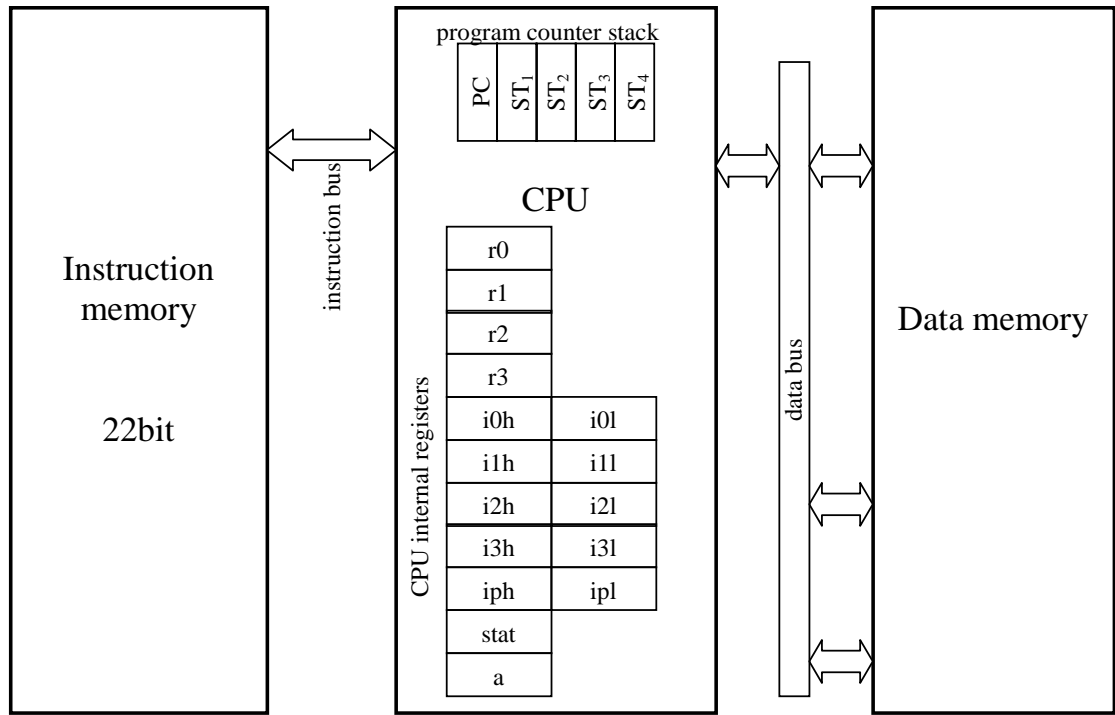 program counter stack
PC
ST1
ST2
ST3
ST4
instruction bus
CPU
Instruction
memory
22bit
CPU internal registers
r0
r1
r2
r3
i0h i0l
i1h i1l
i2h i2l
i3h i3l
iph ipl
stat
a
data bus
Data memory